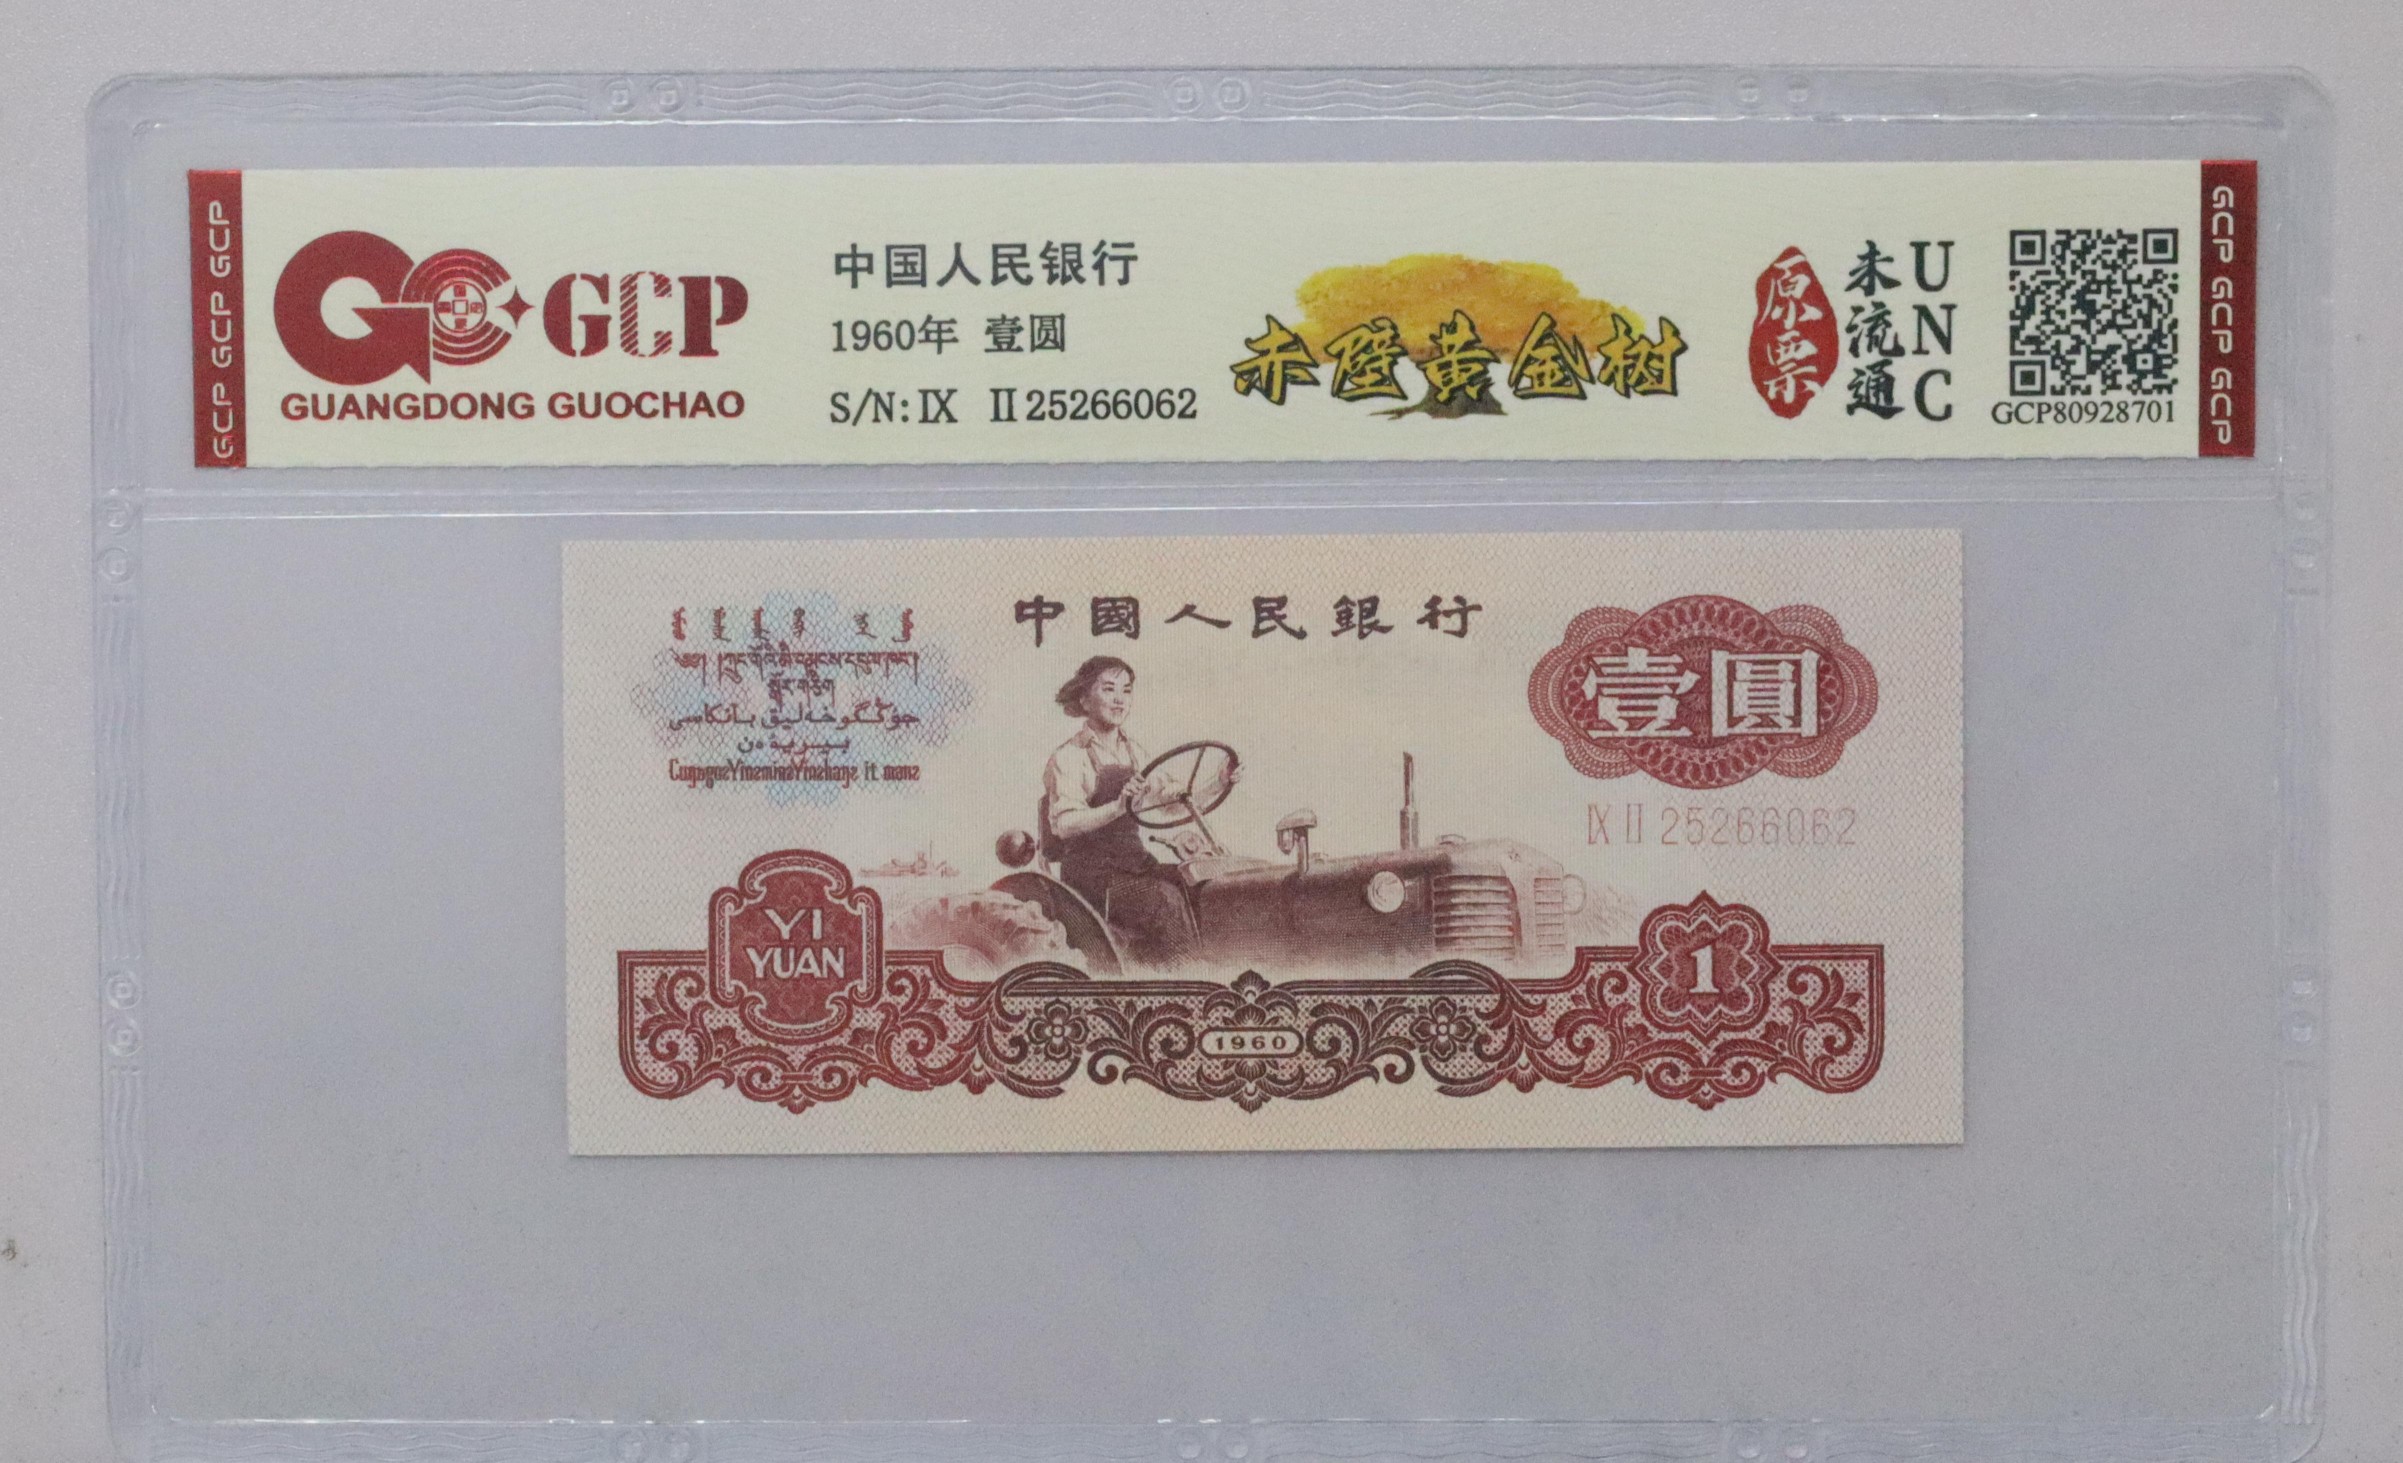 GCP GCP GCP
GCP
GUANGDONG GUOCHAO
中国人民银行
1960年 壹圆
S/N: IX II 25266062
赤壁黄金树
原票
未流通
UNC
GCP80928701
GCP GCP GCP
中國人民銀行
壹圓
IX II 25266062
YI
YUAN
1960
1